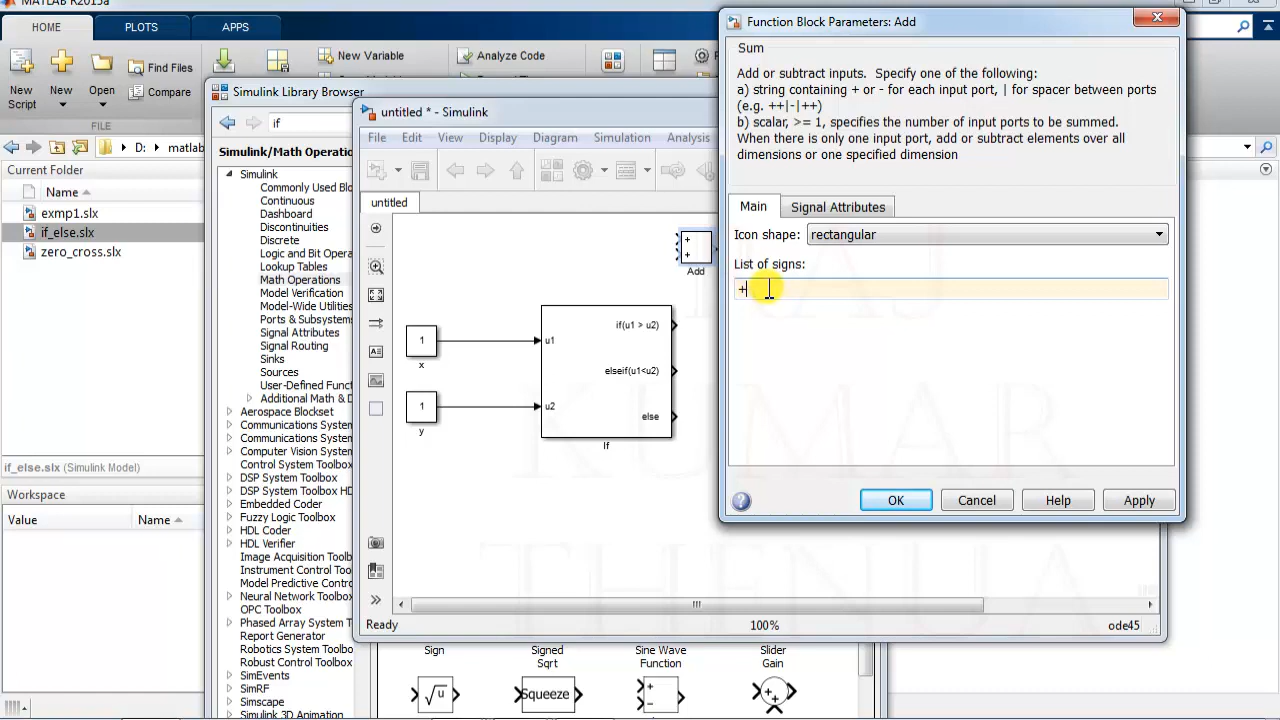 MATLAB R2015a
HOME
PLOTS
APPS
New Script
New
Open
Find Files
Compare
New Variable
Analyze Code
FILE
D:
matlab
Current Folder
Name
exmp1.slx
if_else.slx
zero_cross.slx
if_else.slx (Simulink Model)
Workspace
Value
Name
Simulink Library Browser
if
Simulink/Math Operatio
Simulink
Commonly Used Blo
Continuous
Dashboard
Discontinuities
Discrete
Logic and Bit Opera
Lookup Tables
Math Operations
Model Verification
Model-Wide Utilities
Ports & Subsystems
Signal Attributes
Signal Routing
Sinks
Sources
User-Defined Funct
Additional Math & D
Aerospace Blockset
Communications System
Communications System
Computer Vision System
Control System Toolbox
DSP System Toolbox
DSP System Toolbox HD
Embedded Coder
Fuzzy Logic Toolbox
HDL Coder
HDL Verifier
Image Acquisition Tool
Instrument Control Too
Model Predictive Contr
Neural Network Toolbox
OPC Toolbox
Phased Array System T
Report Generator
Robotics System Toolbo
Robust Control Toolbox
SimEvents
SimRF
Simscape
Simulink 3D Animation
untitled * - Simulink
File
Edit
View
Display
Diagram
Simulation
Analysis
untitled
+
+
Add
1
x
1
y
u1
u2
if(u1 > u2)
elseif(u1<u2)
else
If
Ready
100%
ode45
Sign
Signed Sqrt
Sine Wave Function
Slider Gain
√u
Squeeze
+
−
+
+
Function Block Parameters: Add
Sum
Add or subtract inputs. Specify one of the following:
a) string containing + or - for each input port, | for spacer between ports
(e.g. ++|-|++)
b) scalar, >= 1, specifies the number of input ports to be summed.
When there is only one input port, add or subtract elements over all
dimensions or one specified dimension
Main
Signal Attributes
Icon shape:
rectangular
List of signs:
+
OK
Cancel
Help
Apply
RAJ
KUMAR
THENUA